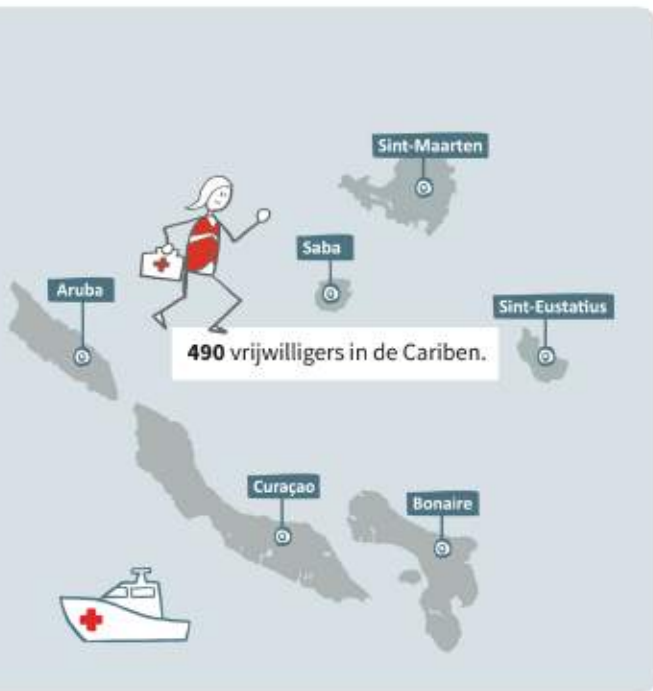 Sint-Maarten
Saba
Aruba
Sint-Eustatius
490 vrijwilligers in de Cariben.
Curaçao
Bonaire